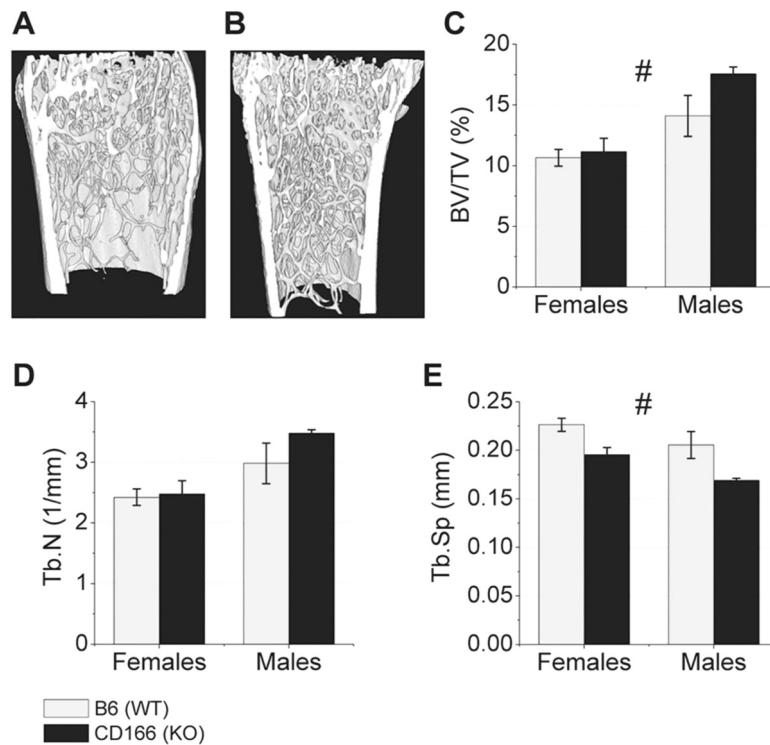 A
B
C
BV/TV (%)
20
15
10
5
0
#
Females
Males
D
Tb.N (1/mm)
4
3
2
1
0
Females
Males
E
Tb.Sp (mm)
0.25
0.20
0.15
0.10
0.05
0.00
#
Females
Males
B6 (WT)
CD166 (KO)